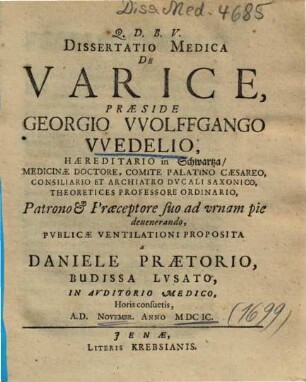 Diss. Med. 4685
Q. D. B. V.
DISSERTATIO MEDICA
DE
VARICE,
PRÆSIDE
GEORGIO VVOLFFGANGO
VVEDELIO,
HÆREDITARIO in Schwartza/
MEDICINÆ DOCTORE, COMITE PALATINO CÆSAREO,
CONSILIARIO ET ARCHIATRO DVCALI SAXONICO,
THEORETICES PROFESSORE ORDINARIO,
Patrono & Præceptore suo ad vrnam pie
devenerando,
PVBLICÆ VENTILATIONI PROPOSITA
A
DANIELE PRÆTORIO,
BUDISSA LVSATO,
IN AVDITORIO MEDICO,
Horis consuetis,
A.D. NOVEMBR. ANNO MDCIC. (1699)
JENÆ,
LITERIS KREBSIANIS.